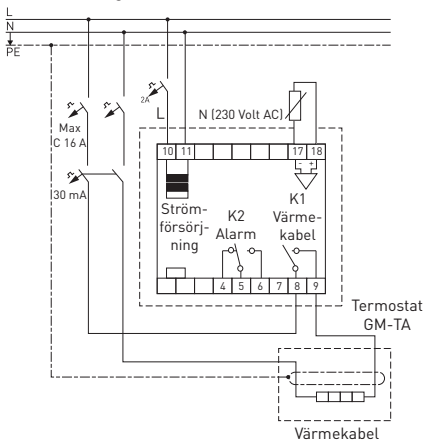 L
N
PE
2A
L N (230 Volt AC)
Max
C 16 A
10 11 17 18
- +
30 mA
Ström-
försörj-
ning
K2
Alarm
K1
Värme-
kabel
4 5 6 7 8 9
Termostat
GM-TA
Värmekabel